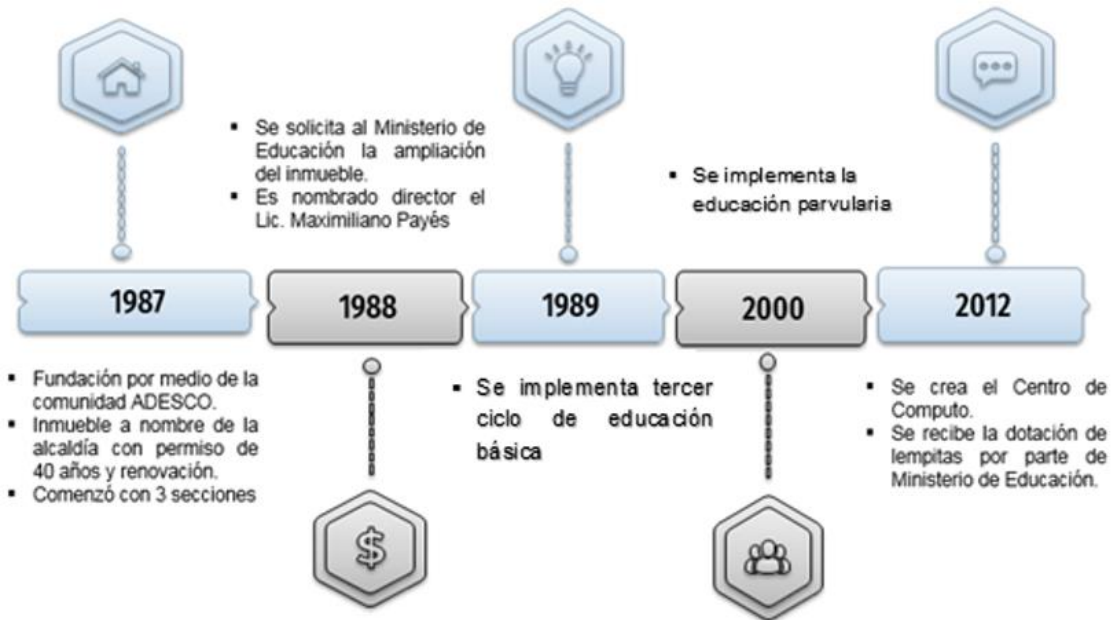 ▪ Se solicita al Ministerio de
Educación la ampliación
del inmueble.
▪ Es nombrado director el
Lic. Maximiliano Payés
▪ Se implementa la
educación parvularia
1987
1988
1989
2000
2012
▪ Fundación por medio de la
comunidad ADESCO.
▪ Inmueble a nombre de la
alcaldía con permiso de
40 años y renovación.
▪ Comenzó con 3 secciones
▪ Se implementa tercer
ciclo de educación
básica
▪ Se crea el Centro de
Computo.
▪ Se recibe la dotación de
lempitas por parte de
Ministerio de Educación.
$